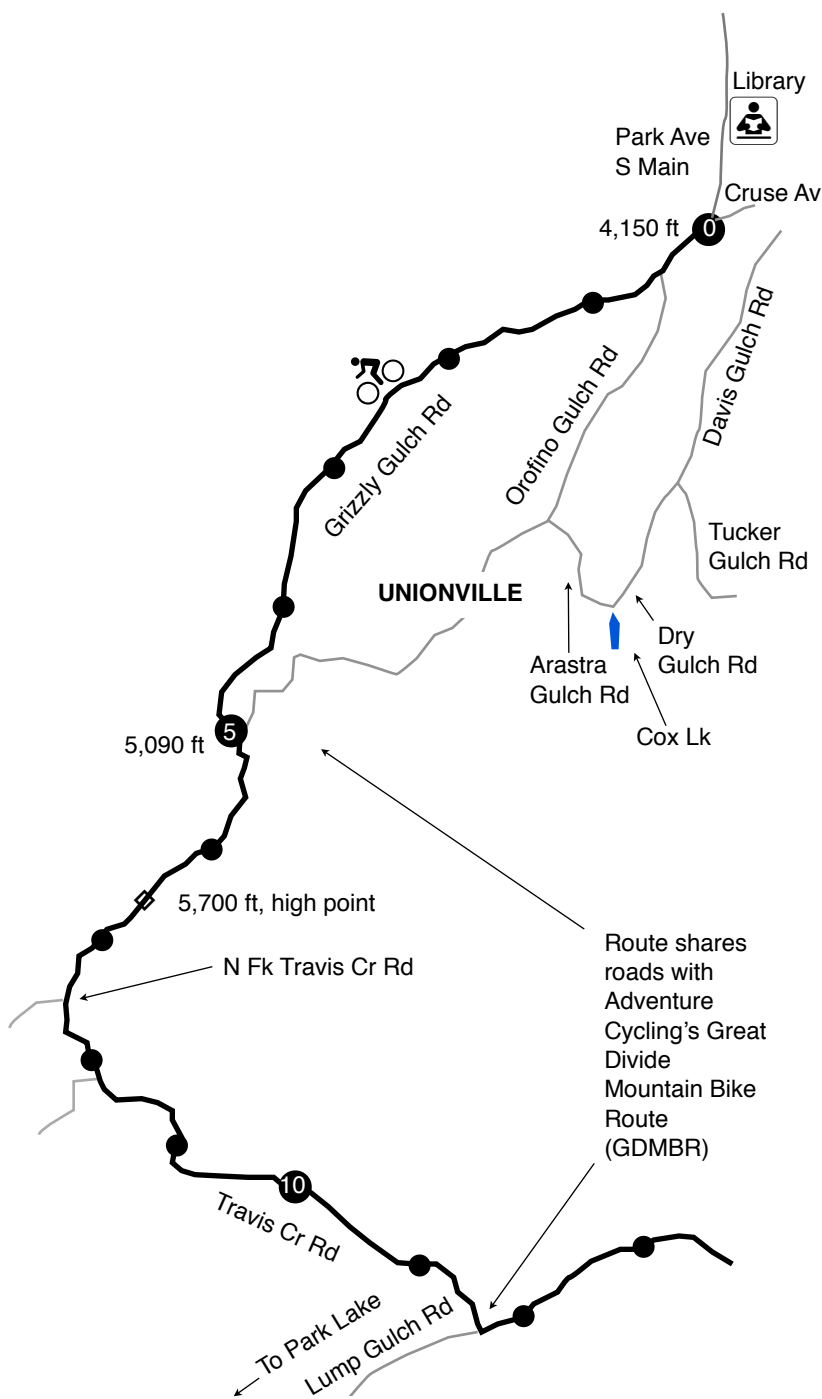 Library
Park Ave
S Main
Cruse Av
4,150 ft
0
Orofino Gulch Rd
Davis Gulch Rd
Grizzly Gulch Rd
Tucker
Gulch Rd
UNIONVILLE
Arastra
Gulch Rd
Dry
Gulch Rd
Cox Lk
5
5,090 ft
5,700 ft, high point
N Fk Travis Cr Rd
Route shares
roads with
Adventure
Cycling's Great
Divide
Mountain Bike
Route
(GDMBR)
10
Travis Cr Rd
To Park Lake
Lump Gulch Rd